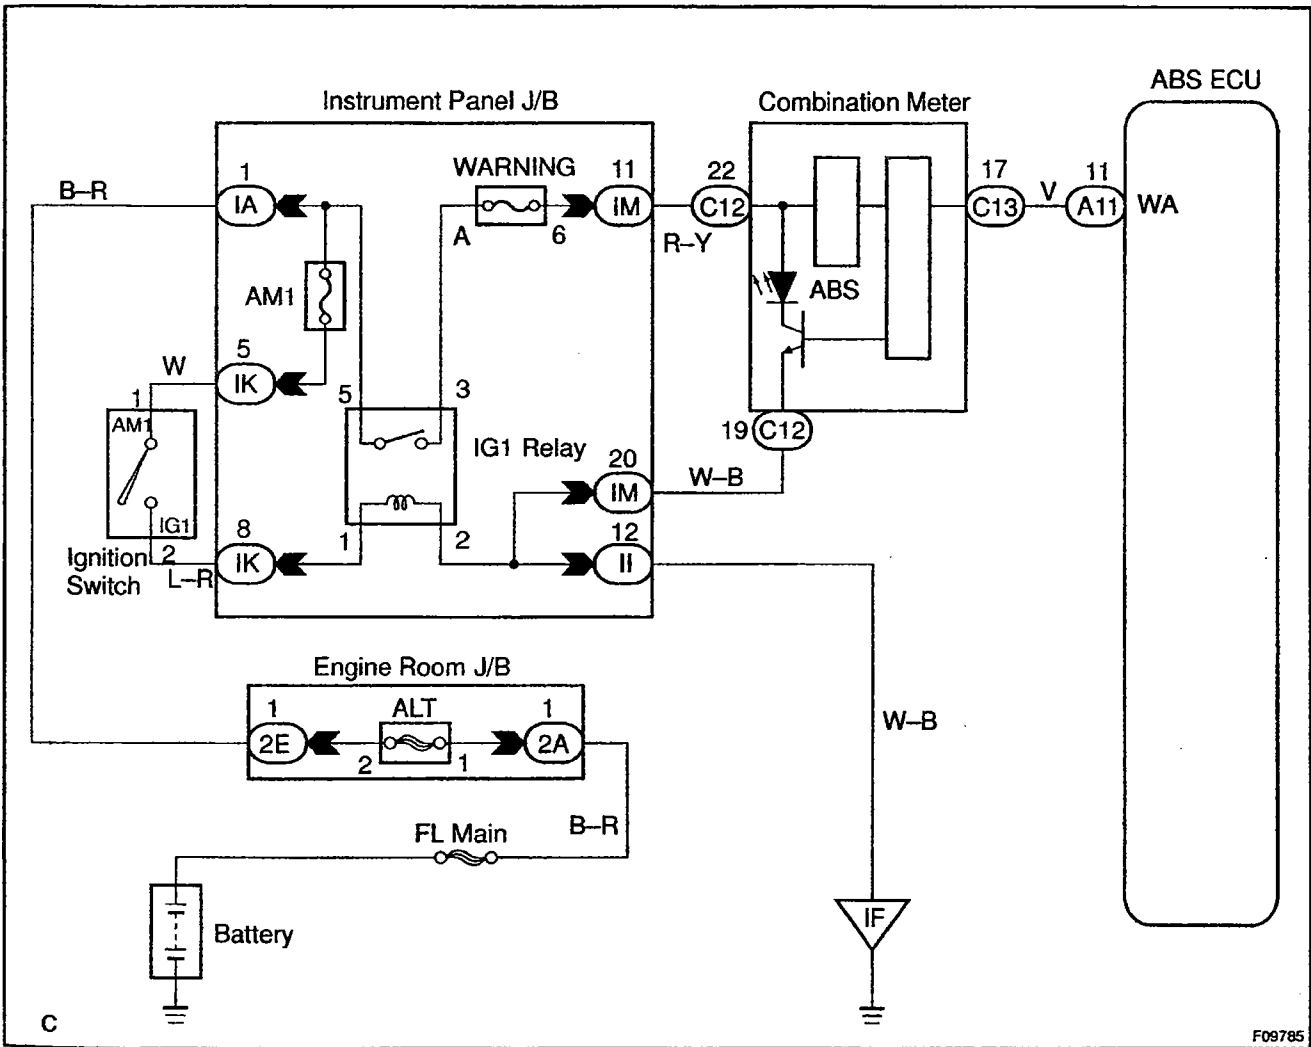 ABS ECU
Instrument Panel J/B
Combination Meter
WARNING
1
11
22
17
11
B–R
IA
IM
C12
C13
V
A11
WA
A
6
R–Y
AM1
ABS
5
W
IK
5
3
1
AM1
19
C12
IG1 Relay
20
IM
W–B
IG1
8
1
2
12
Ignition
Switch
2
L–R
IK
II
Engine Room J/B
1
ALT
1
2E
2A
2
1
W–B
B–R
FL Main
IF
Battery
C
F09785